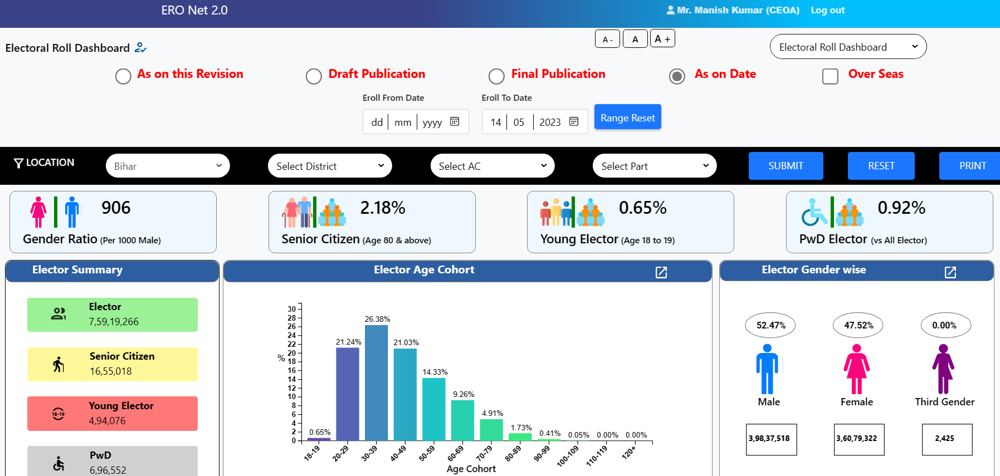 ERO Net 2.0
Mr. Manish Kumar (CEOA) Log out
Electoral Roll Dashboard
A -
A
A +
Electoral Roll Dashboard
As on this Revision
Draft Publication
Final Publication
As on Date
Over Seas
Eroll From Date
Eroll To Date
dd mm yyyy
14 05 2023
Range Reset
LOCATION
Bihar
Select District
Select AC
Select Part
SUBMIT
RESET
PRINT
906
Gender Ratio (Per 1000 Male)
2.18%
Senior Citizen (Age 80 & above)
0.65%
Young Elector (Age 18 to 19)
0.92%
PwD Elector (vs All Elector)
Elector Summary
Elector
7,59,19,266
Senior Citizen
16,55,018
18-19
Young Elector
4,94,076
PwD
6,96,552
Elector Age Cohort
%
30
28
26
24
22
20
18
16
14
12
10
8
6
4
2
0
0.65%
21.24%
26.38%
21.03%
14.33%
9.26%
4.91%
1.73%
0.41%
0.05%
0.00%
0.00%
18-19
20-29
30-39
40-49
50-59
60-69
70-79
80-89
90-99
100-109
110-119
120+
Age Cohort
Elector Gender wise
52.47%
47.52%
0.00%
Male
Female
Third Gender
3,98,37,518
3,60,79,322
2,425